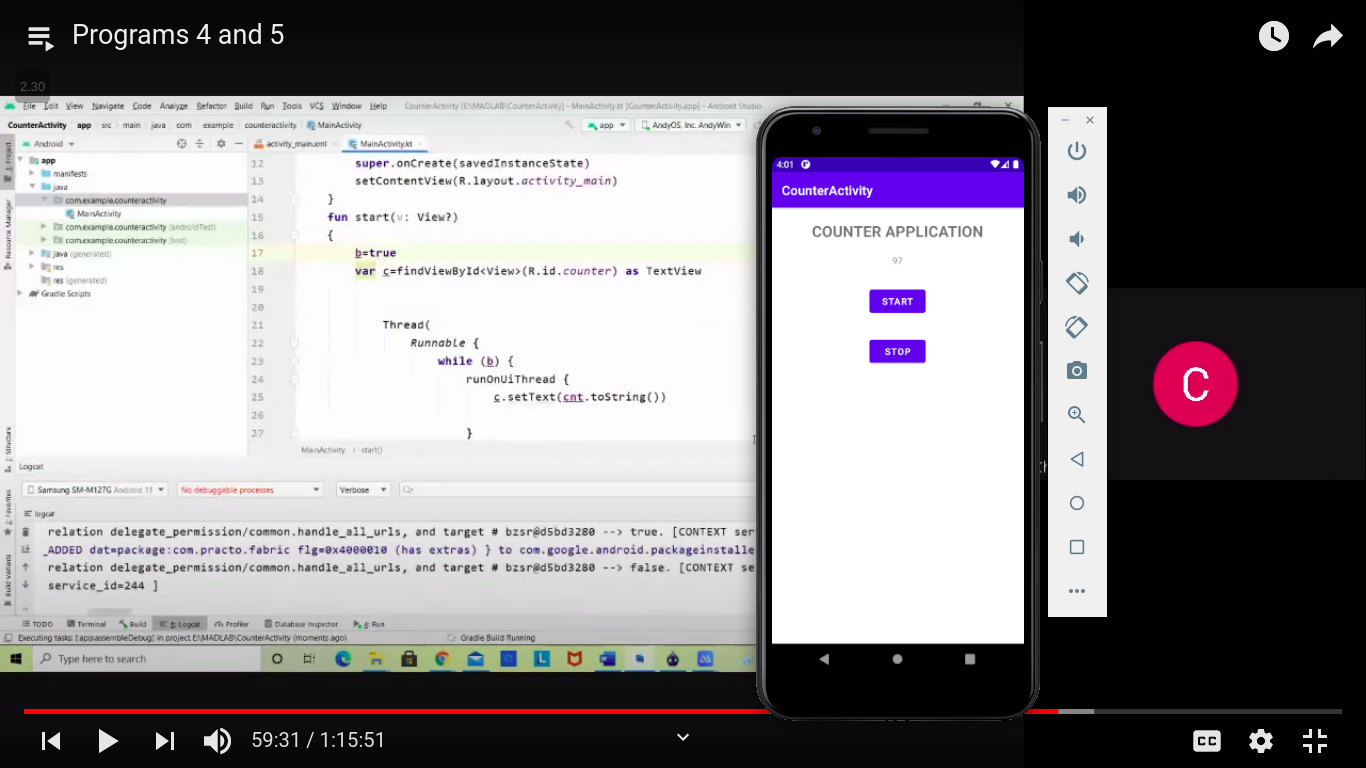 Programs 4 and 5
2.30
File Edit View Navigate Code Analyze Refactor Build Run Tools VCS Window Help CounterActivity [E:\MADLAB\CounterActivity] - MainActivity.kt [CounterActivity.app] - Android Studio
CounterActivity app src main java com example counteractivity MainActivity app AndyOS, Inc. AndyWin
Android
activity_main.xml MainActivity.kt
app
manifests
java
com.example.counteractivity
MainActivity
com.example.counteractivity (androidTest)
com.example.counteractivity (test)
java (generated)
res
res (generated)
Gradle Scripts
1: Project
Resource Manager
Z: Structure
2: Favorites
Build Variants
12 super.onCreate(savedInstanceState)
13 setContentView(R.layout.activity_main)
14 }
15 fun start(v: View?)
16 {
17 b=true
18 var c=findViewById<View>(R.id.counter) as TextView
19
20
21 Thread(
22 Runnable {
23 while (b) {
24 runOnUiThread {
25 c.setText(cnt.toString())
26
27 }
MainActivity › start()
Logcat
Samsung SM-M127G Android 11 No debuggable processes Verbose
logcat
relation delegate_permission/common.handle_all_urls, and target # bzsr@d5bd3280 --> true. [CONTEXT ser
_ADDED dat=package:com.practo.fabric flg=0x4000010 (has extras) } to com.google.android.packageinstalle
relation delegate_permission/common.handle_all_urls, and target # bzsr@d5bd3280 --> false. [CONTEXT se
service_id=244 ]
TODO Terminal Build 6: Logcat Profiler Database Inspector 4: Run
Executing tasks: [:app:assembleDebug] in project E:\MADLAB\CounterActivity (moments ago) Gradle Build Running
Type here to search
4:01
CounterActivity
COUNTER APPLICATION
97
START
STOP
C
59:31 / 1:15:51
CC